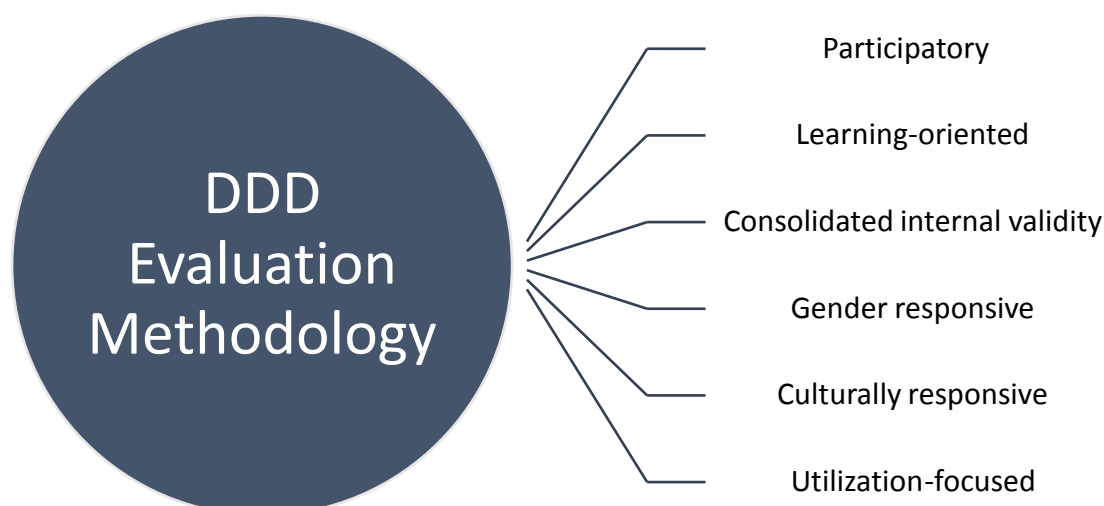 DDD
Evaluation
Methodology
Participatory
Learning-oriented
Consolidated internal validity
Gender responsive
Culturally responsive
Utilization-focused